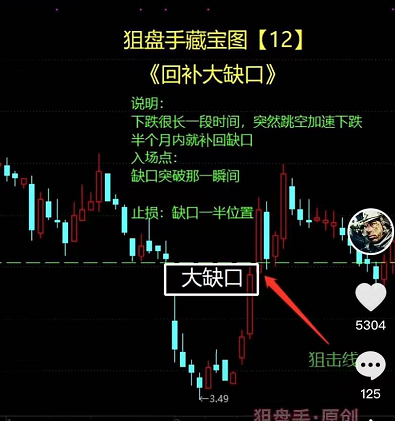 狙盘手藏宝图【12】
《回补大缺口》
说明：
下跌很长一段时间，突然跳空加速下跌
半个月内就补回缺口
入场点：
缺口突破那一瞬间
止损：缺口一半位置
大缺口
5304
狙击线
125
3.49
狙盘手·原创